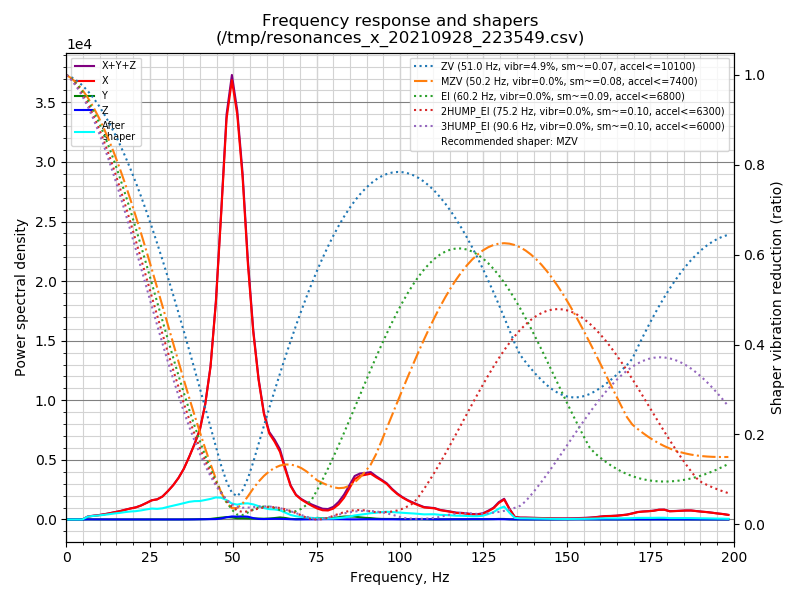 Frequency response and shapers
(/tmp/resonances_x_20210928_223549.csv)
1e4
X+Y+Z
X
Y
Z
After
shaper
ZV (51.0 Hz, vibr=4.9%, sm~=0.07, accel<=10100)
MZV (50.2 Hz, vibr=0.0%, sm~=0.08, accel<=7400)
EI (60.2 Hz, vibr=0.0%, sm~=0.09, accel<=6800)
2HUMP_EI (75.2 Hz, vibr=0.0%, sm~=0.10, accel<=6300)
3HUMP_EI (90.6 Hz, vibr=0.0%, sm~=0.10, accel<=6000)
Recommended shaper: MZV
Power spectral density
3.5
3.0
2.5
2.0
1.5
1.0
0.5
0.0
1.0
0.8
0.6
0.4
0.2
0.0
Shaper vibration reduction (ratio)
0 25 50 75 100 125 150 175 200
Frequency, Hz